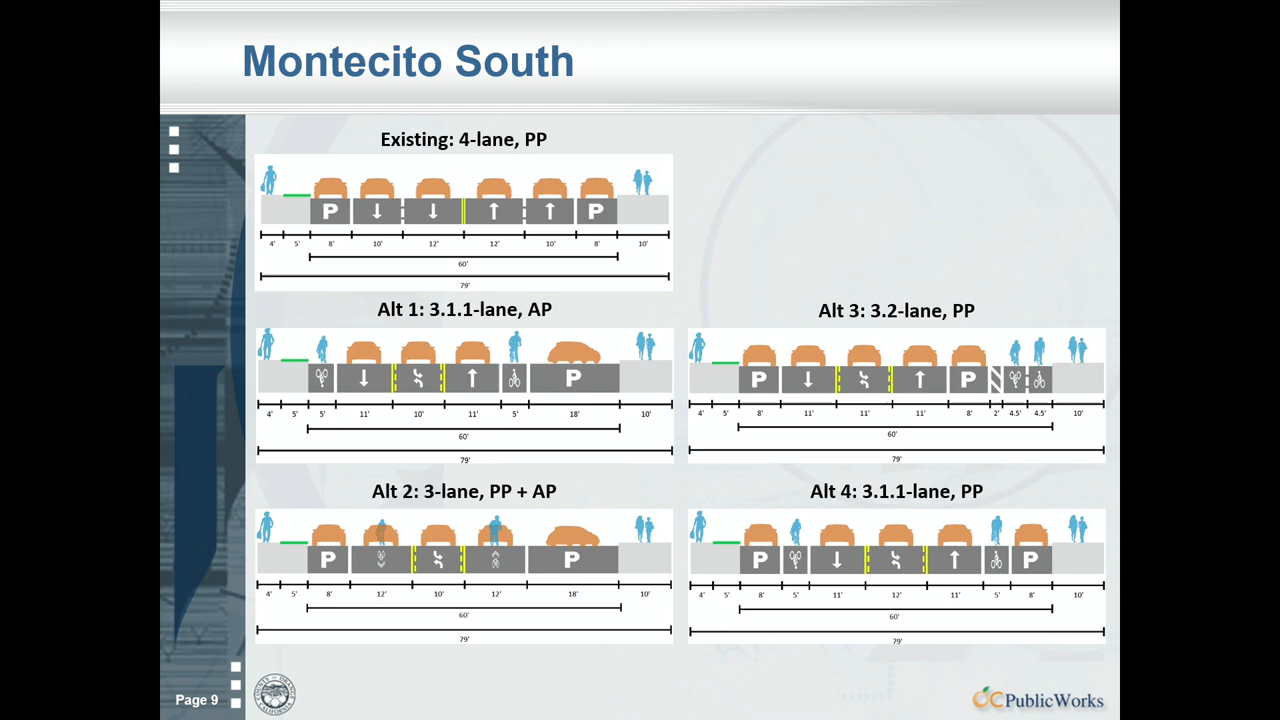 Montecito South
Existing: 4-lane, PP
P P
4' 5' 8' 10' 12' 12' 10' 8' 10'
60'
79'
Alt 1: 3.1.1-lane, AP
P
4' 5' 5' 11' 10' 11' 5' 18' 10'
60'
79'
Alt 3: 3.2-lane, PP
P P
4' 5' 8' 11' 11' 11' 8' 2' 4.5' 4.5' 10'
60'
79'
Alt 2: 3-lane, PP + AP
P P
4' 5' 8' 12' 10' 12' 18' 10'
60'
79'
Alt 4: 3.1.1-lane, PP
P P
4' 5' 8' 5' 11' 12' 11' 5' 8' 10'
60'
79'
Page 9
OCPublicWorks